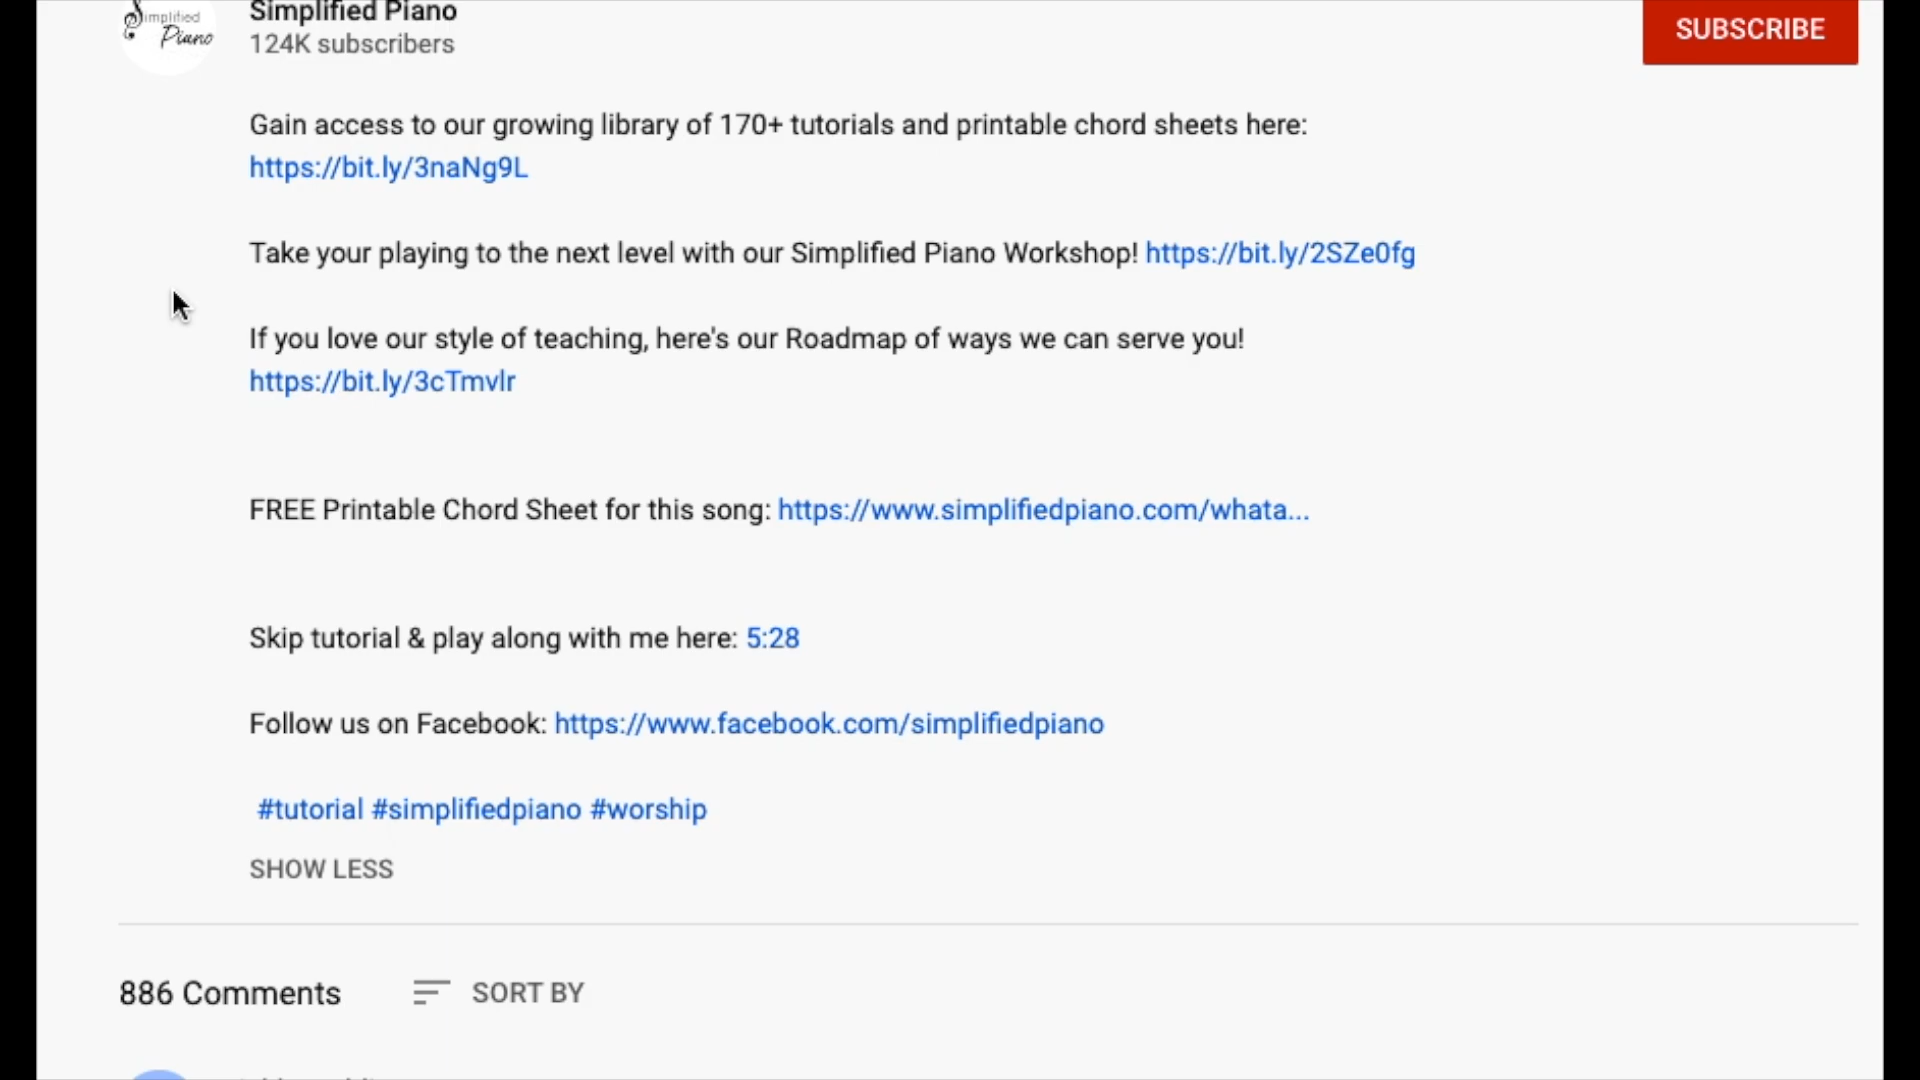 Simplified Piano
Simplified Piano
124K subscribers
SUBSCRIBE
Gain access to our growing library of 170+ tutorials and printable chord sheets here:
https://bit.ly/3naNg9L
Take your playing to the next level with our Simplified Piano Workshop! https://bit.ly/2SZe0fg
If you love our style of teaching, here's our Roadmap of ways we can serve you!
https://bit.ly/3cTmvlr
FREE Printable Chord Sheet for this song: https://www.simplifiedpiano.com/whata...
Skip tutorial & play along with me here: 5:28
Follow us on Facebook: https://www.facebook.com/simplifiedpiano
#tutorial #simplifiedpiano #worship
SHOW LESS
886 Comments
SORT BY